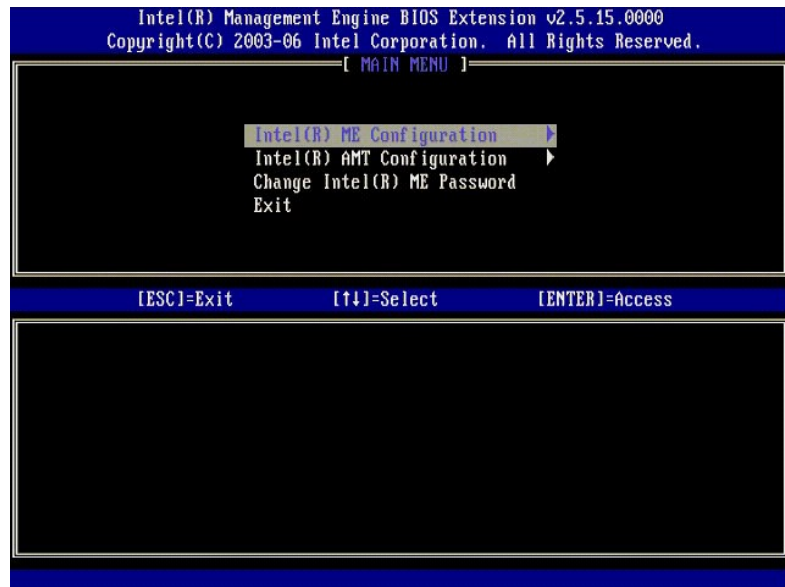 Intel(R) Management Engine BIOS Extension v2.5.15.0000
Copyright(C) 2003-06 Intel Corporation. All Rights Reserved.
[ MAIN MENU ]
Intel(R) ME Configuration
Intel(R) AMT Configuration
Change Intel(R) ME Password
Exit
[ESC]=Exit [↑↓]=Select [ENTER]=Access